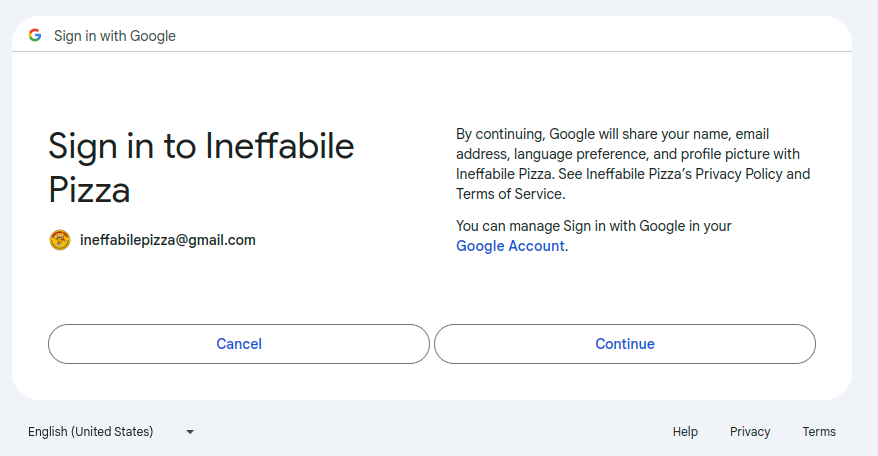 Sign in with Google
Sign in to Ineffabile
Pizza
ineffabilepizza@gmail.com
By continuing, Google will share your name, email
address, language preference, and profile picture with
Ineffabile Pizza. See Ineffabile Pizza's Privacy Policy and
Terms of Service.
You can manage Sign in with Google in your
Google Account.
Cancel
Continue
English (United States)
Help
Privacy
Terms